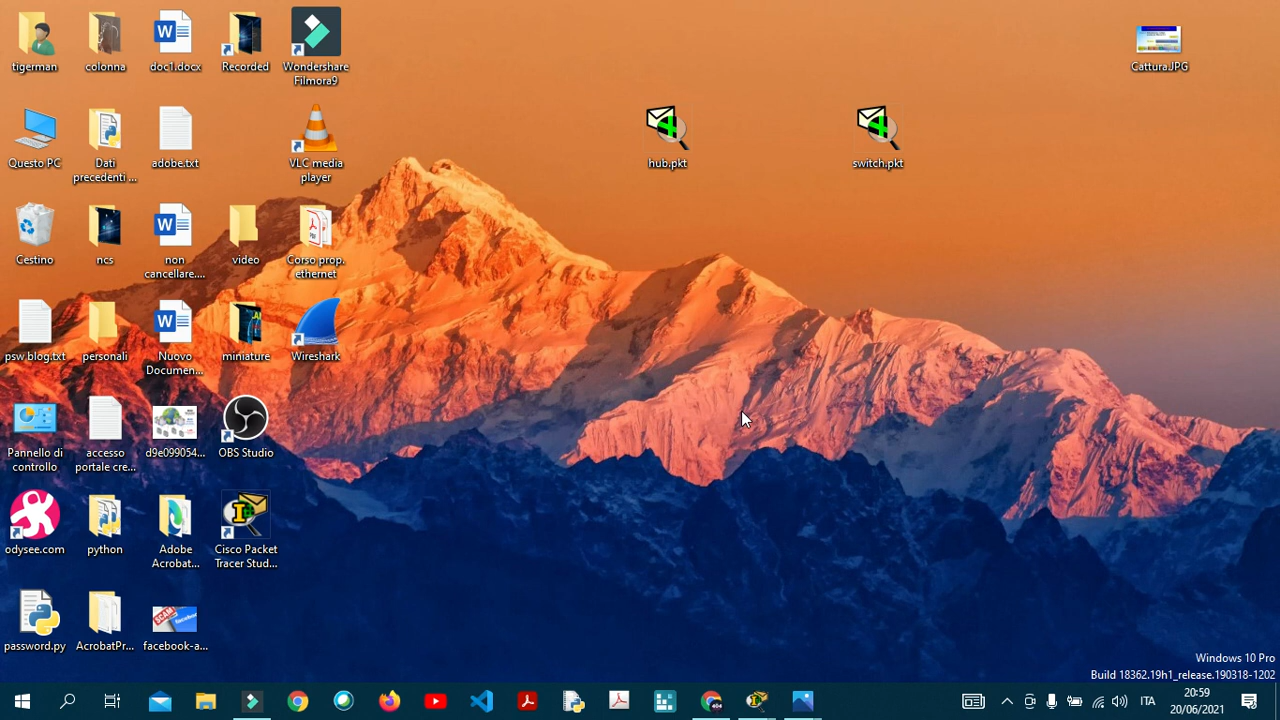 tigerman
colonna
doc1.docx
Recorded
Wondershare
Filmora9
Cattura.JPG
Questo PC
Dati
precedenti ...
adobe.txt
VLC media
player
hub.pkt
switch.pkt
Cestino
ncs
non
cancellare....
video
Corso prop.
ethernet
psw blog.txt
personali
Nuovo
Documen...
miniature
Wireshark
Pannello di
controllo
accesso
portale cre...
d9e099054...
OBS Studio
odysee.com
python
Adobe
Acrobat...
Cisco Packet
Tracer Stud...
password.py
AcrobatPr...
SCAM
facebook-a...
Windows 10 Pro
Build 18362.19h1_release.190318-1202
404
ITA
20:59
20/06/2021